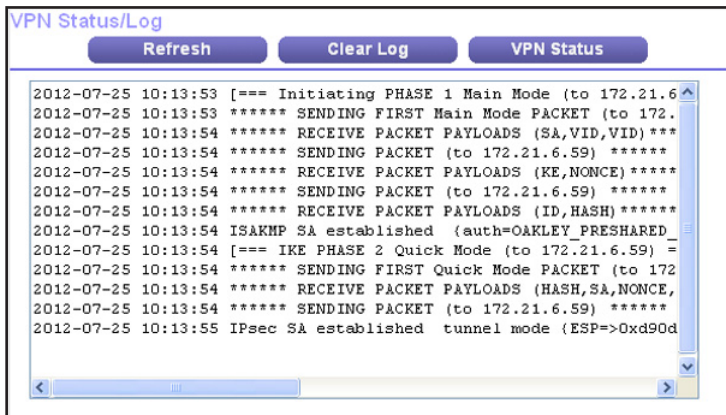 VPN Status/Log
Refresh Clear Log VPN Status
2012-07-25 10:13:53 [=== Initiating PHASE 1 Main Mode (to 172.21.6
2012-07-25 10:13:53 ****** SENDING FIRST Main Mode PACKET (to 172.
2012-07-25 10:13:54 ****** RECEIVE PACKET PAYLOADS (SA,VID,VID)***
2012-07-25 10:13:54 ****** SENDING PACKET (to 172.21.6.59) ******
2012-07-25 10:13:54 ****** RECEIVE PACKET PAYLOADS (KE,NONCE)*****
2012-07-25 10:13:54 ****** SENDING PACKET (to 172.21.6.59) ******
2012-07-25 10:13:54 ****** RECEIVE PACKET PAYLOADS (ID,HASH)******
2012-07-25 10:13:54 ISAKMP SA established (auth=OAKLEY_PRESHARED_
2012-07-25 10:13:54 [=== IKE PHASE 2 Quick Mode (to 172.21.6.59) =
2012-07-25 10:13:54 ****** SENDING FIRST Quick Mode PACKET (to 172
2012-07-25 10:13:54 ****** RECEIVE PACKET PAYLOADS (HASH,SA,NONCE,
2012-07-25 10:13:54 ****** SENDING PACKET (to 172.21.6.59) ******
2012-07-25 10:13:55 IPsec SA established tunnel mode {ESP=>0xd90d